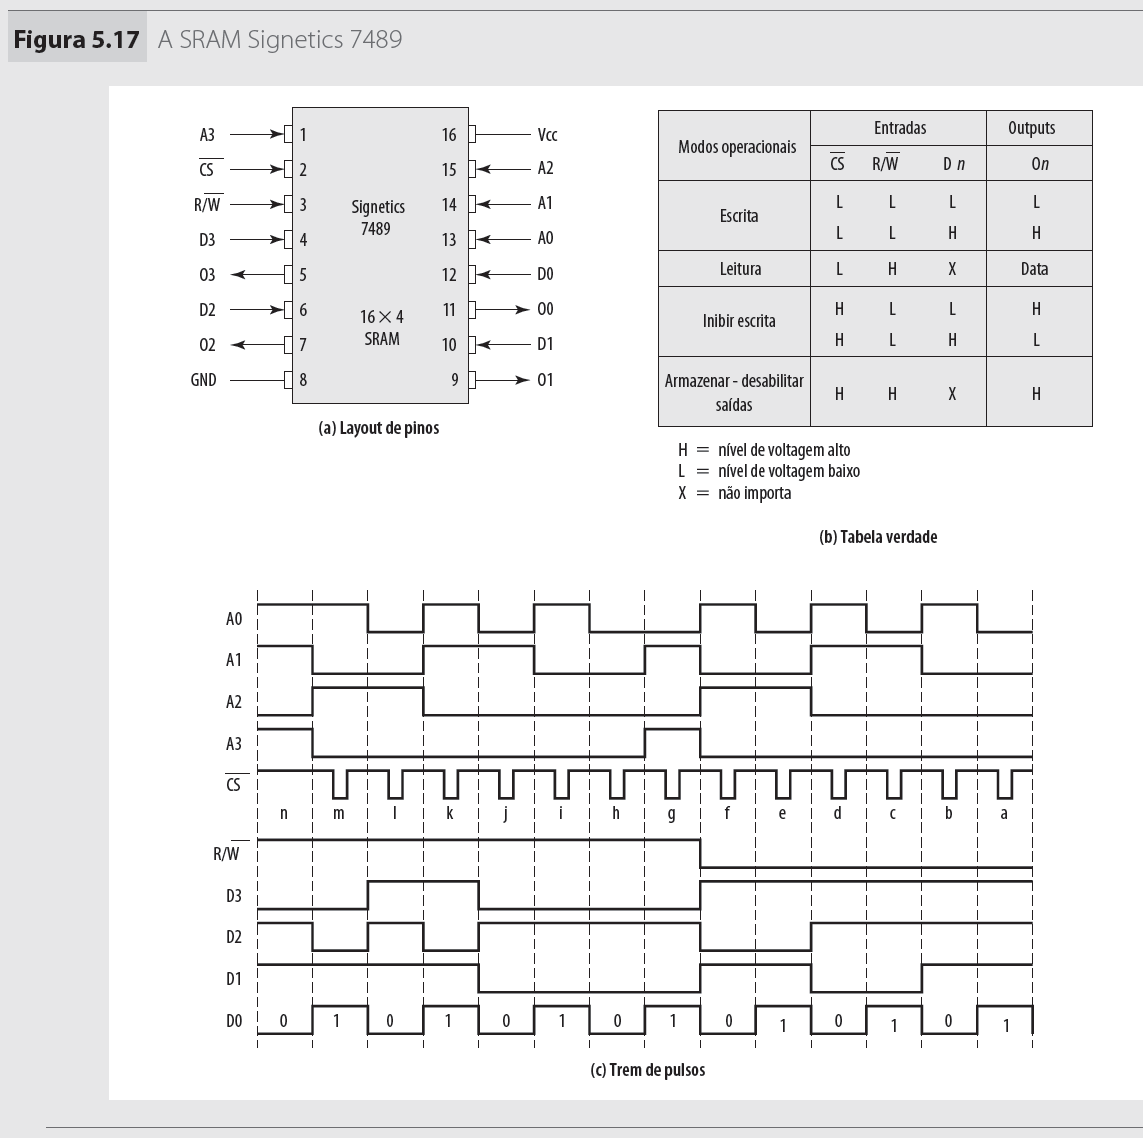 Figura 5.17 A SRAM Signetics 7489
A3 1 16 Vcc
CS 2 15 A2
R/W 3 14 A1
Signetics
7489
D3 4 13 A0
O3 5 12 D0
D2 6 11 O0
16 × 4
SRAM
O2 7 10 D1
GND 8 9 O1
(a) Layout de pinos
Modos operacionais Entradas Outputs
CS R/W D n On
Escrita L L L L
L L H H
Leitura L H X Data
Inibir escrita H L L H
H L H L
Armazenar - desabilitar
saídas H H X H
H = nível de voltagem alto
L = nível de voltagem baixo
X = não importa
(b) Tabela verdade
A0
A1
A2
A3
CS
n m l k j i h g f e d c b a
R/W
D3
D2
D1
D0 0 1 0 1 0 1 0 1 0 1 0 1 0 1
(c) Trem de pulsos